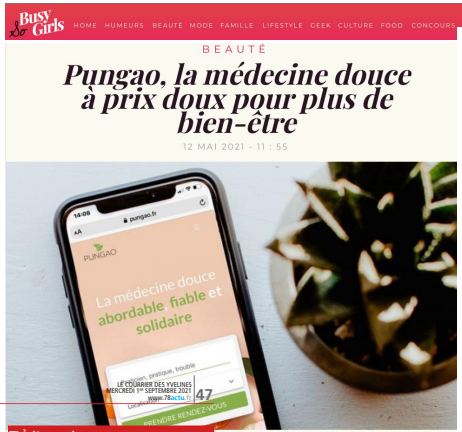 So Busy Girls
HOME HUMEURS BEAUTÉ MODE FAMILLE LIFESTYLE GEEK CULTURE FOOD CONCOURS
BEAUTÉ
Pungao, la médecine douce
à prix doux pour plus de
bien-être
12 MAI 2021 - 11 : 55
14:08
AA pungao.fr
PUNGAO
La médecine douce
abordable, fiable et
solidaire
pratique, trouble
PRENDRE RENDEZ-VOUS
LE COURRIER DES YVELINES
MERCREDI 1ER SEPTEMBRE 2021
www.78actu.fr
47